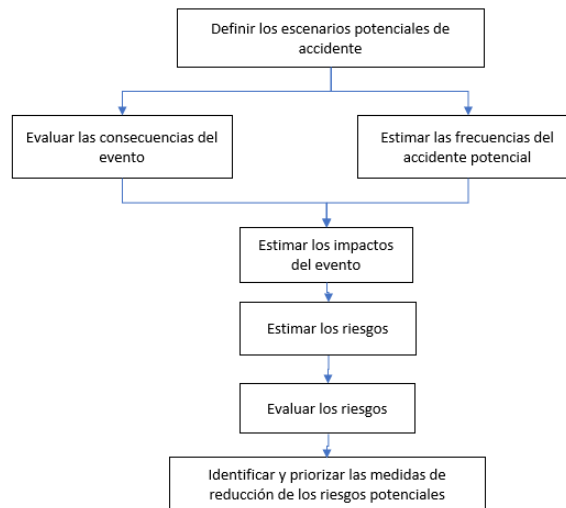 Definir los escenarios potenciales de
accidente
Evaluar las consecuencias del
evento
Estimar las frecuencias del
accidente potencial
Estimar los impactos
del evento
Estimar los riesgos
Evaluar los riesgos
Identificar y priorizar las medidas de
reducción de los riesgos potenciales